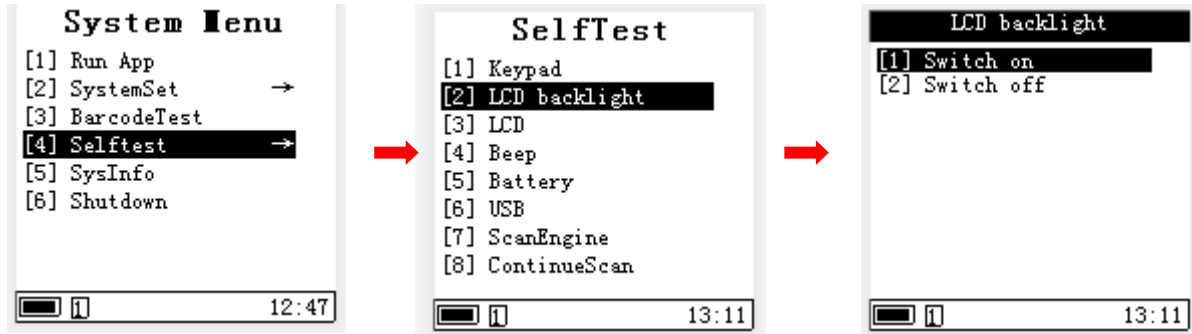 System Menu
[1] Run App
[2] SystemSet →
[3] BarcodeTest
[4] Selftest →
[5] SysInfo
[6] Shutdown
1 12:47
SelfTest
[1] Keypad
[2] LCD backlight
[3] LCD
[4] Beep
[5] Battery
[6] USB
[7] ScanEngine
[8] ContinueScan
1 13:11
LCD backlight
[1] Switch on
[2] Switch off
1 13:11